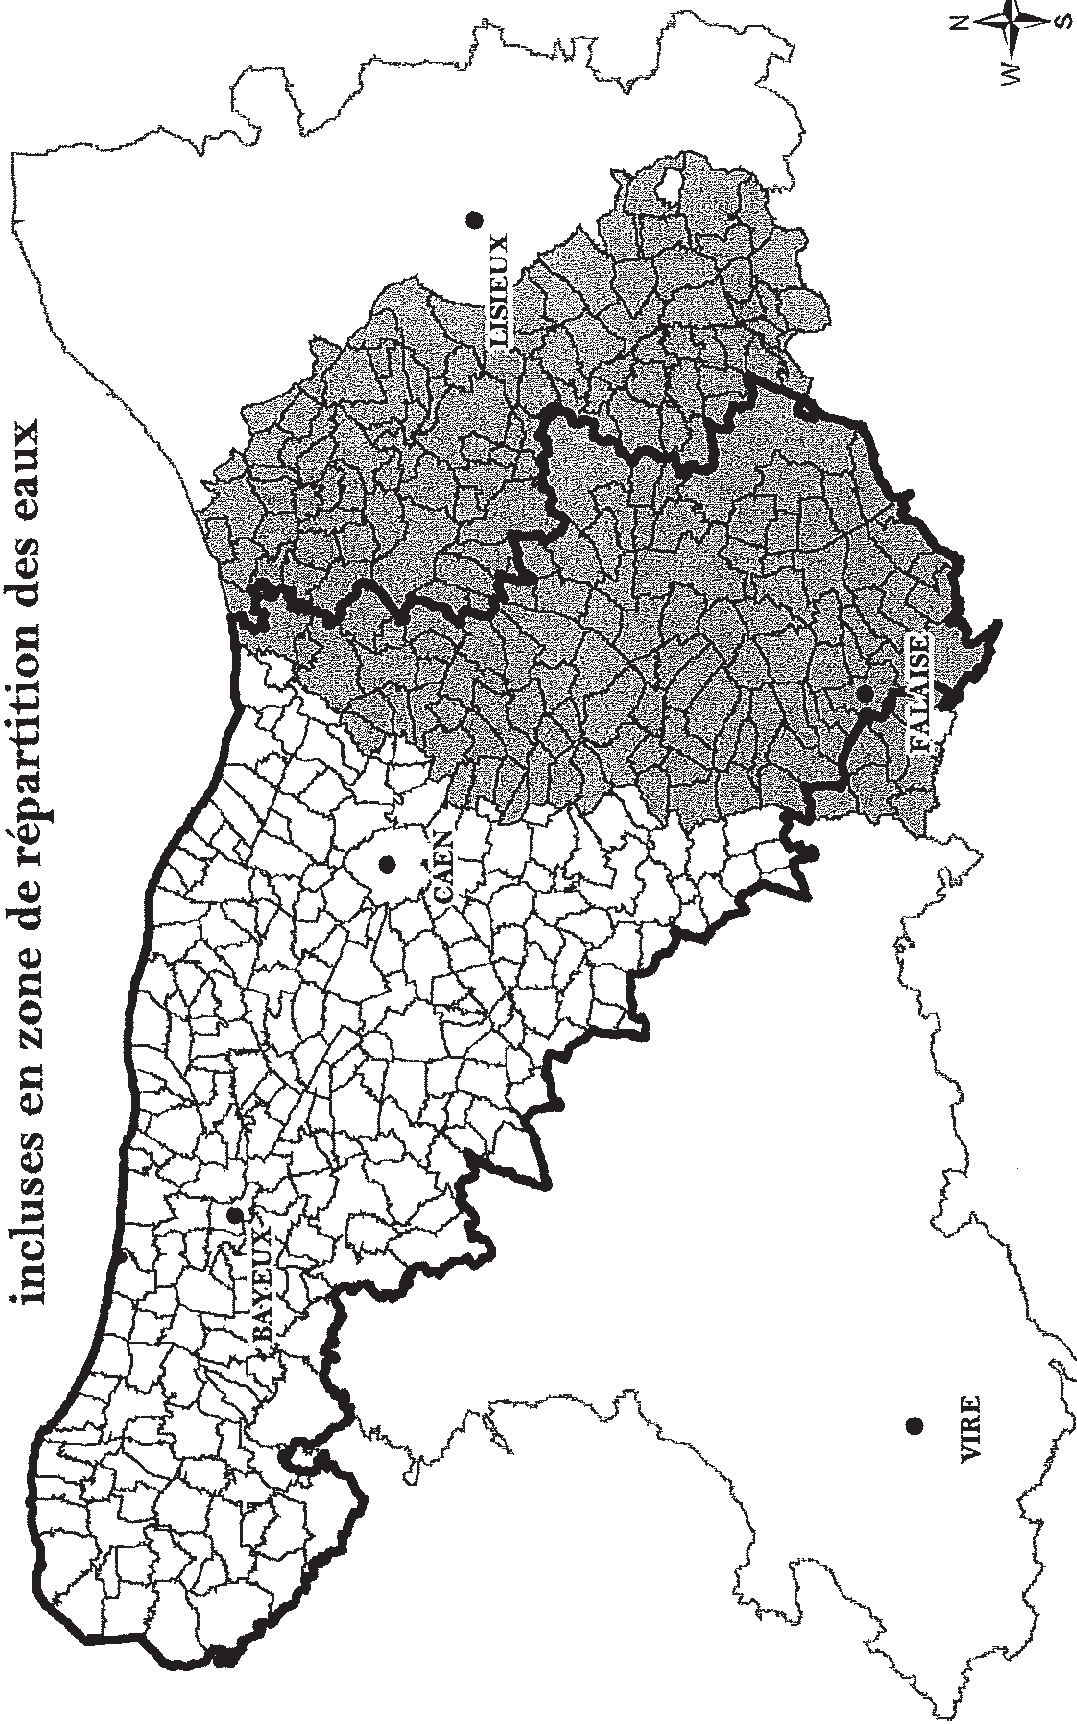 incluses en zone de répartition des eaux
N
S
W
LISIEUX
CAEN
FALAISE
BAYEUX
VIRE